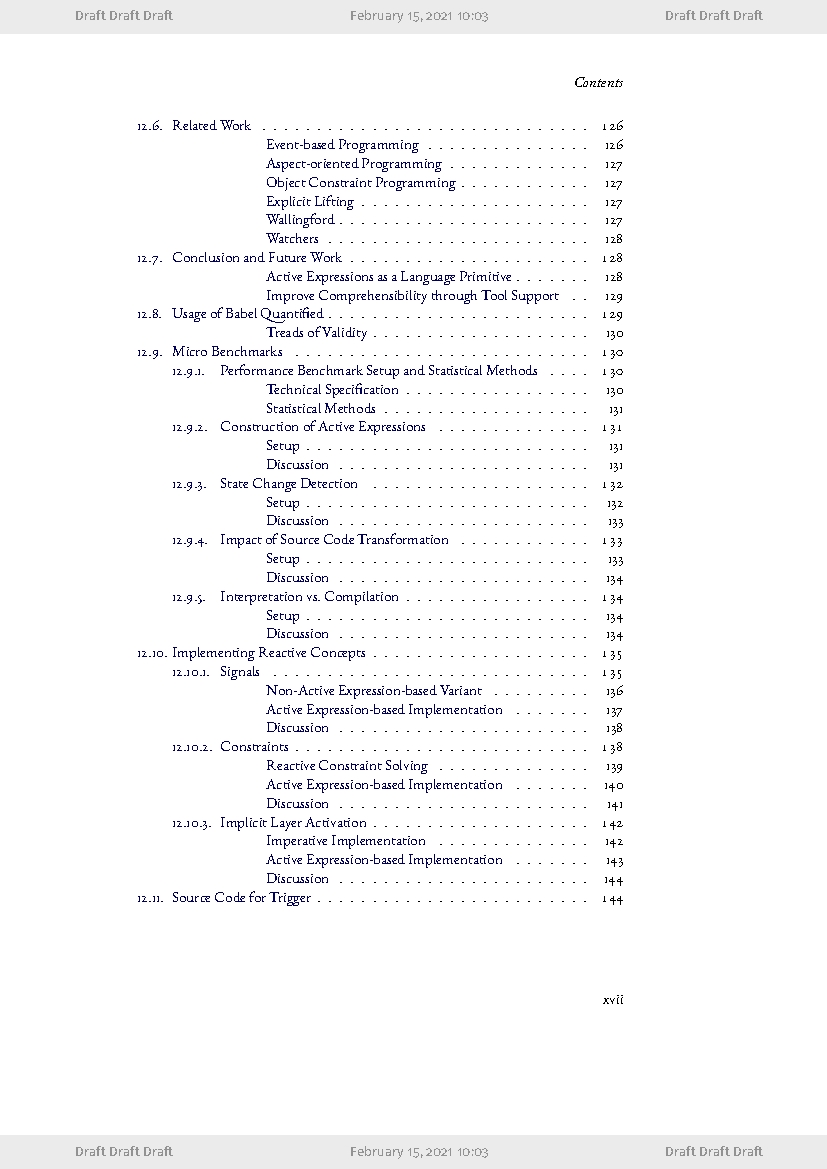 Draft Draft Draft February 15, 2021 10:03 Draft Draft Draft
Contents
12.6. Related Work . . . . . . . . . . . . . . . . . . . . . . . . . . . . . . 126
Event-based Programming . . . . . . . . . . . . . . . 126
Aspect-oriented Programming . . . . . . . . . . . . . 127
Object Constraint Programming . . . . . . . . . . . . 127
Explicit Lifting . . . . . . . . . . . . . . . . . . . . . 127
Wallingford . . . . . . . . . . . . . . . . . . . . . . . 127
Watchers . . . . . . . . . . . . . . . . . . . . . . . . 128
12.7. Conclusion and Future Work . . . . . . . . . . . . . . . . . . . . . . 128
Active Expressions as a Language Primitive . . . . . . . 128
Improve Comprehensibility through Tool Support . . 129
12.8. Usage of Babel Quantified . . . . . . . . . . . . . . . . . . . . . . . . 129
Treads of Validity . . . . . . . . . . . . . . . . . . . . 130
12.9. Micro Benchmarks . . . . . . . . . . . . . . . . . . . . . . . . . . . 130
12.9.1. Performance Benchmark Setup and Statistical Methods . . . . 130
Technical Specification . . . . . . . . . . . . . . . . . 130
Statistical Methods . . . . . . . . . . . . . . . . . . . 131
12.9.2. Construction of Active Expressions . . . . . . . . . . . . . . 131
Setup . . . . . . . . . . . . . . . . . . . . . . . . . . 131
Discussion . . . . . . . . . . . . . . . . . . . . . . . 131
12.9.3. State Change Detection . . . . . . . . . . . . . . . . . . . . 132
Setup . . . . . . . . . . . . . . . . . . . . . . . . . . 132
Discussion . . . . . . . . . . . . . . . . . . . . . . . 133
12.9.4. Impact of Source Code Transformation . . . . . . . . . . . . 133
Setup . . . . . . . . . . . . . . . . . . . . . . . . . . 133
Discussion . . . . . . . . . . . . . . . . . . . . . . . 134
12.9.5. Interpretation vs. Compilation . . . . . . . . . . . . . . . . . 134
Setup . . . . . . . . . . . . . . . . . . . . . . . . . . 134
Discussion . . . . . . . . . . . . . . . . . . . . . . . 134
12.10. Implementing Reactive Concepts . . . . . . . . . . . . . . . . . . . . 135
12.10.1. Signals . . . . . . . . . . . . . . . . . . . . . . . . . . . . . 135
Non-Active Expression-based Variant . . . . . . . . . 136
Active Expression-based Implementation . . . . . . . 137
Discussion . . . . . . . . . . . . . . . . . . . . . . . 138
12.10.2. Constraints . . . . . . . . . . . . . . . . . . . . . . . . . . . 138
Reactive Constraint Solving . . . . . . . . . . . . . . 139
Active Expression-based Implementation . . . . . . . 140
Discussion . . . . . . . . . . . . . . . . . . . . . . . 141
12.10.3. Implicit Layer Activation . . . . . . . . . . . . . . . . . . . . 142
Imperative Implementation . . . . . . . . . . . . . . 142
Active Expression-based Implementation . . . . . . . 143
Discussion . . . . . . . . . . . . . . . . . . . . . . . 144
12.11. Source Code for Trigger . . . . . . . . . . . . . . . . . . . . . . . . . 144
xvii
Draft Draft Draft February 15, 2021 10:03 Draft Draft Draft